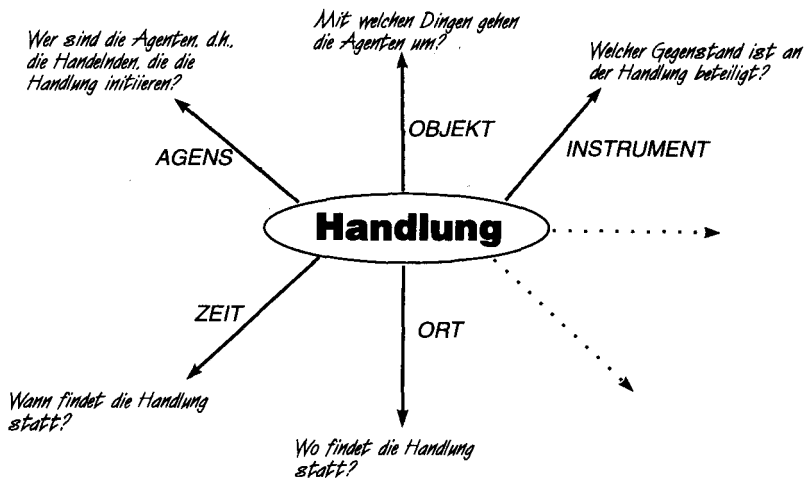 Wer sind die Agenten, d.h.,
die Handelnden, die die
Handlung initiieren?
Mit welchen Dingen gehen
die Agenten um?
Welcher Gegenstand ist an
der Handlung beteiligt?
AGENS
OBJEKT
INSTRUMENT
Handlung
ZEIT
ORT
Wann findet die Handlung
statt?
Wo findet die Handlung
statt?